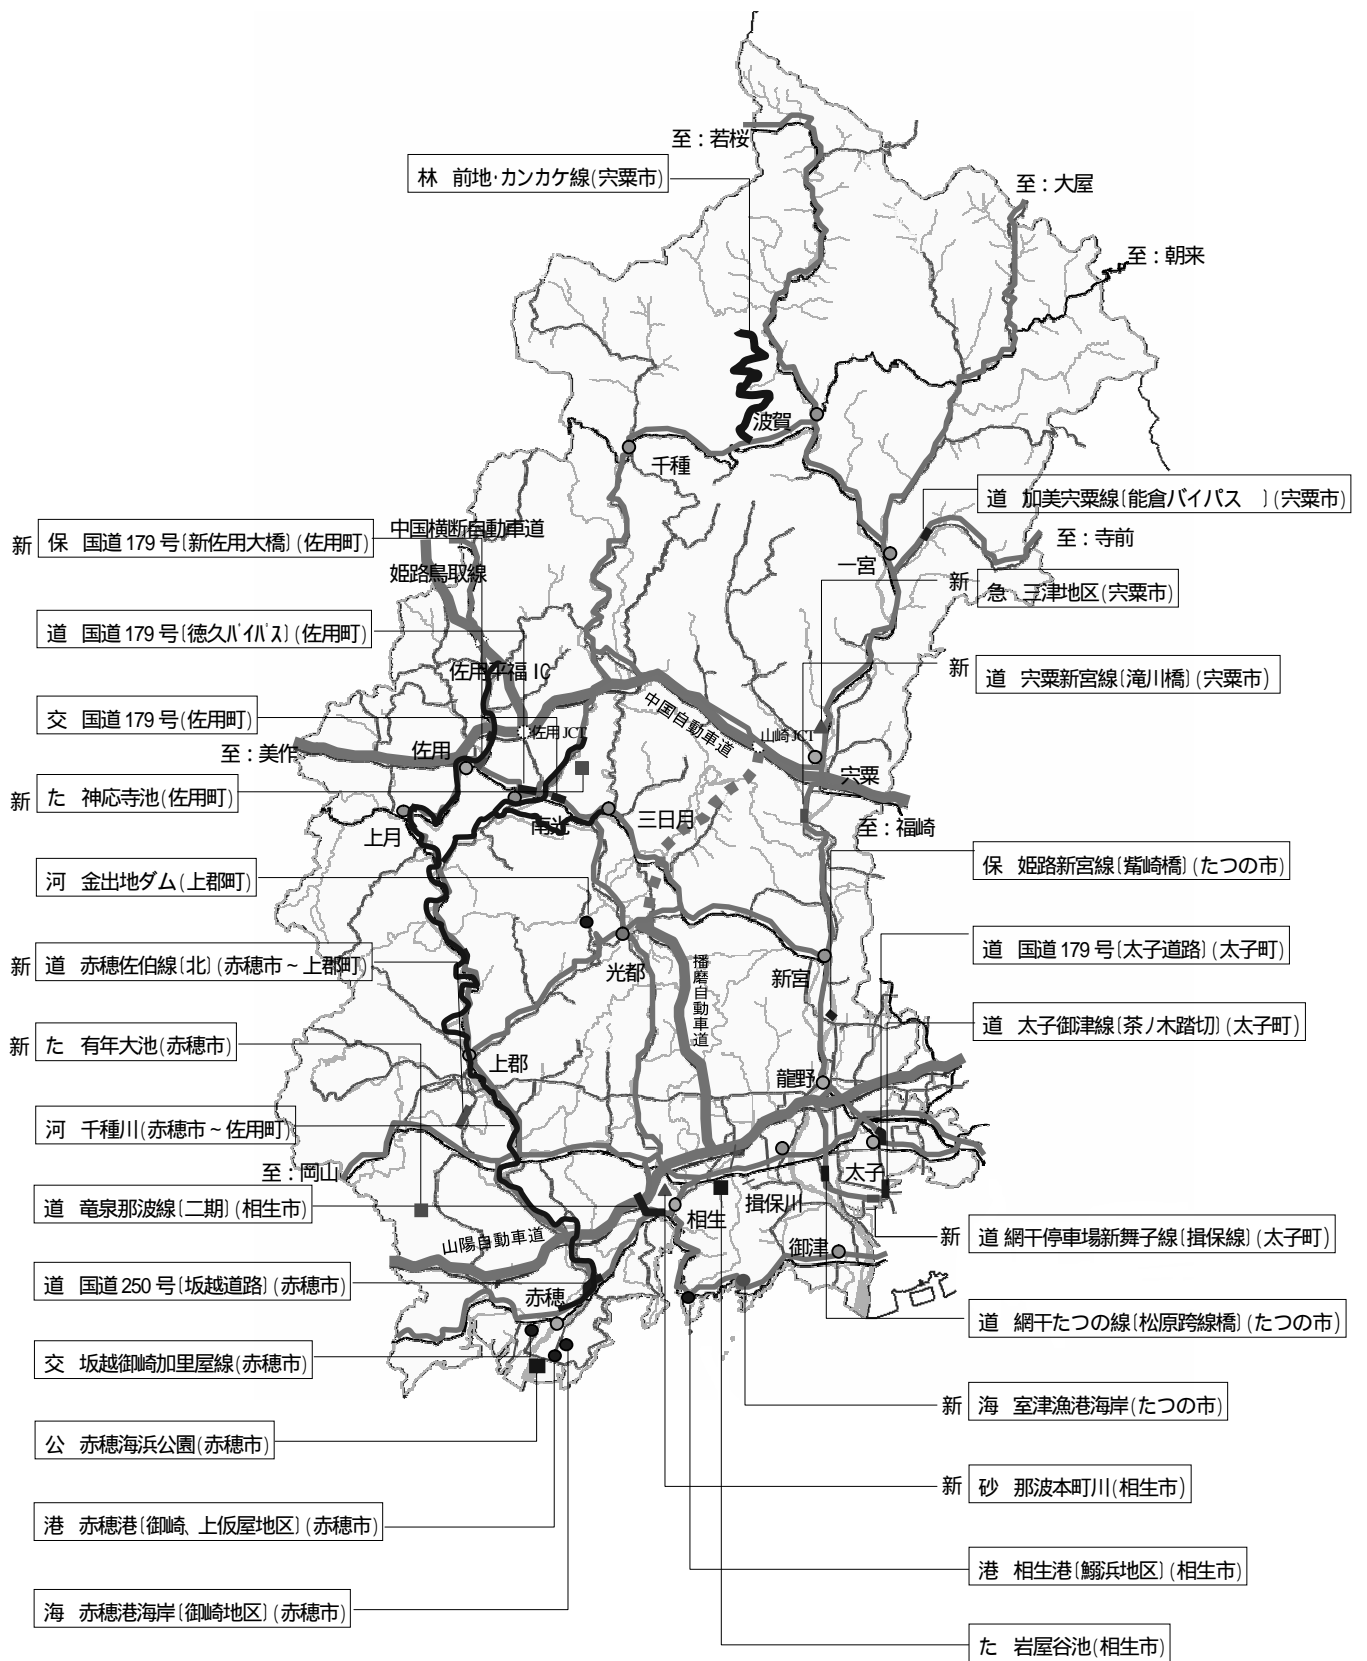 至：若桜
林 前地･カンカケ線(宍粟市)
至：大屋
至：朝来
波賀
千種
道 加美宍粟線〔能倉バイパス 〕(宍粟市)
新 保 国道179号〔新佐用大橋〕(佐用町)
中国横断自動車道
姫路鳥取線
至：寺前
一宮
新 急 三津地区(宍粟市)
道 国道179号〔徳久ﾊﾞｲﾊﾟｽ〕(佐用町)
佐用平福IC
新 道 宍粟新宮線〔滝川橋〕(宍粟市)
交 国道179号(佐用町)
中国自動車道
佐用JCT
山崎JCT
至：美作
佐用
宍粟
新 た 神応寺池(佐用町)
上月
南光
三日月
至：福崎
河 金出地ダム(上郡町)
保 姫路新宮線〔觜崎橋〕(たつの市)
新 道 赤穂佐伯線〔北〕(赤穂市～上郡町)
光都
播磨自動車道
新宮
道 国道179号〔太子道路〕(太子町)
道 太子御津線〔茶ﾉ木踏切〕(太子町)
新 た 有年大池(赤穂市)
上郡
龍野
河 千種川(赤穂市～佐用町)
至：岡山
太子
道 竜泉那波線〔二期〕(相生市)
相生
揖保川
山陽自動車道
御津
新 道 網干停車場新舞子線〔揖保線〕(太子町)
道 国道250号〔坂越道路〕(赤穂市)
赤穂
道 網干たつの線〔松原跨線橋〕(たつの市)
交 坂越御崎加里屋線(赤穂市)
新 海 室津漁港海岸(たつの市)
公 赤穂海浜公園(赤穂市)
新 砂 那波本町川(相生市)
港 赤穂港〔御崎、上仮屋地区〕(赤穂市)
港 相生港〔鰯浜地区〕(相生市)
海 赤穂港海岸〔御崎地区〕(赤穂市)
た 岩屋谷池(相生市)